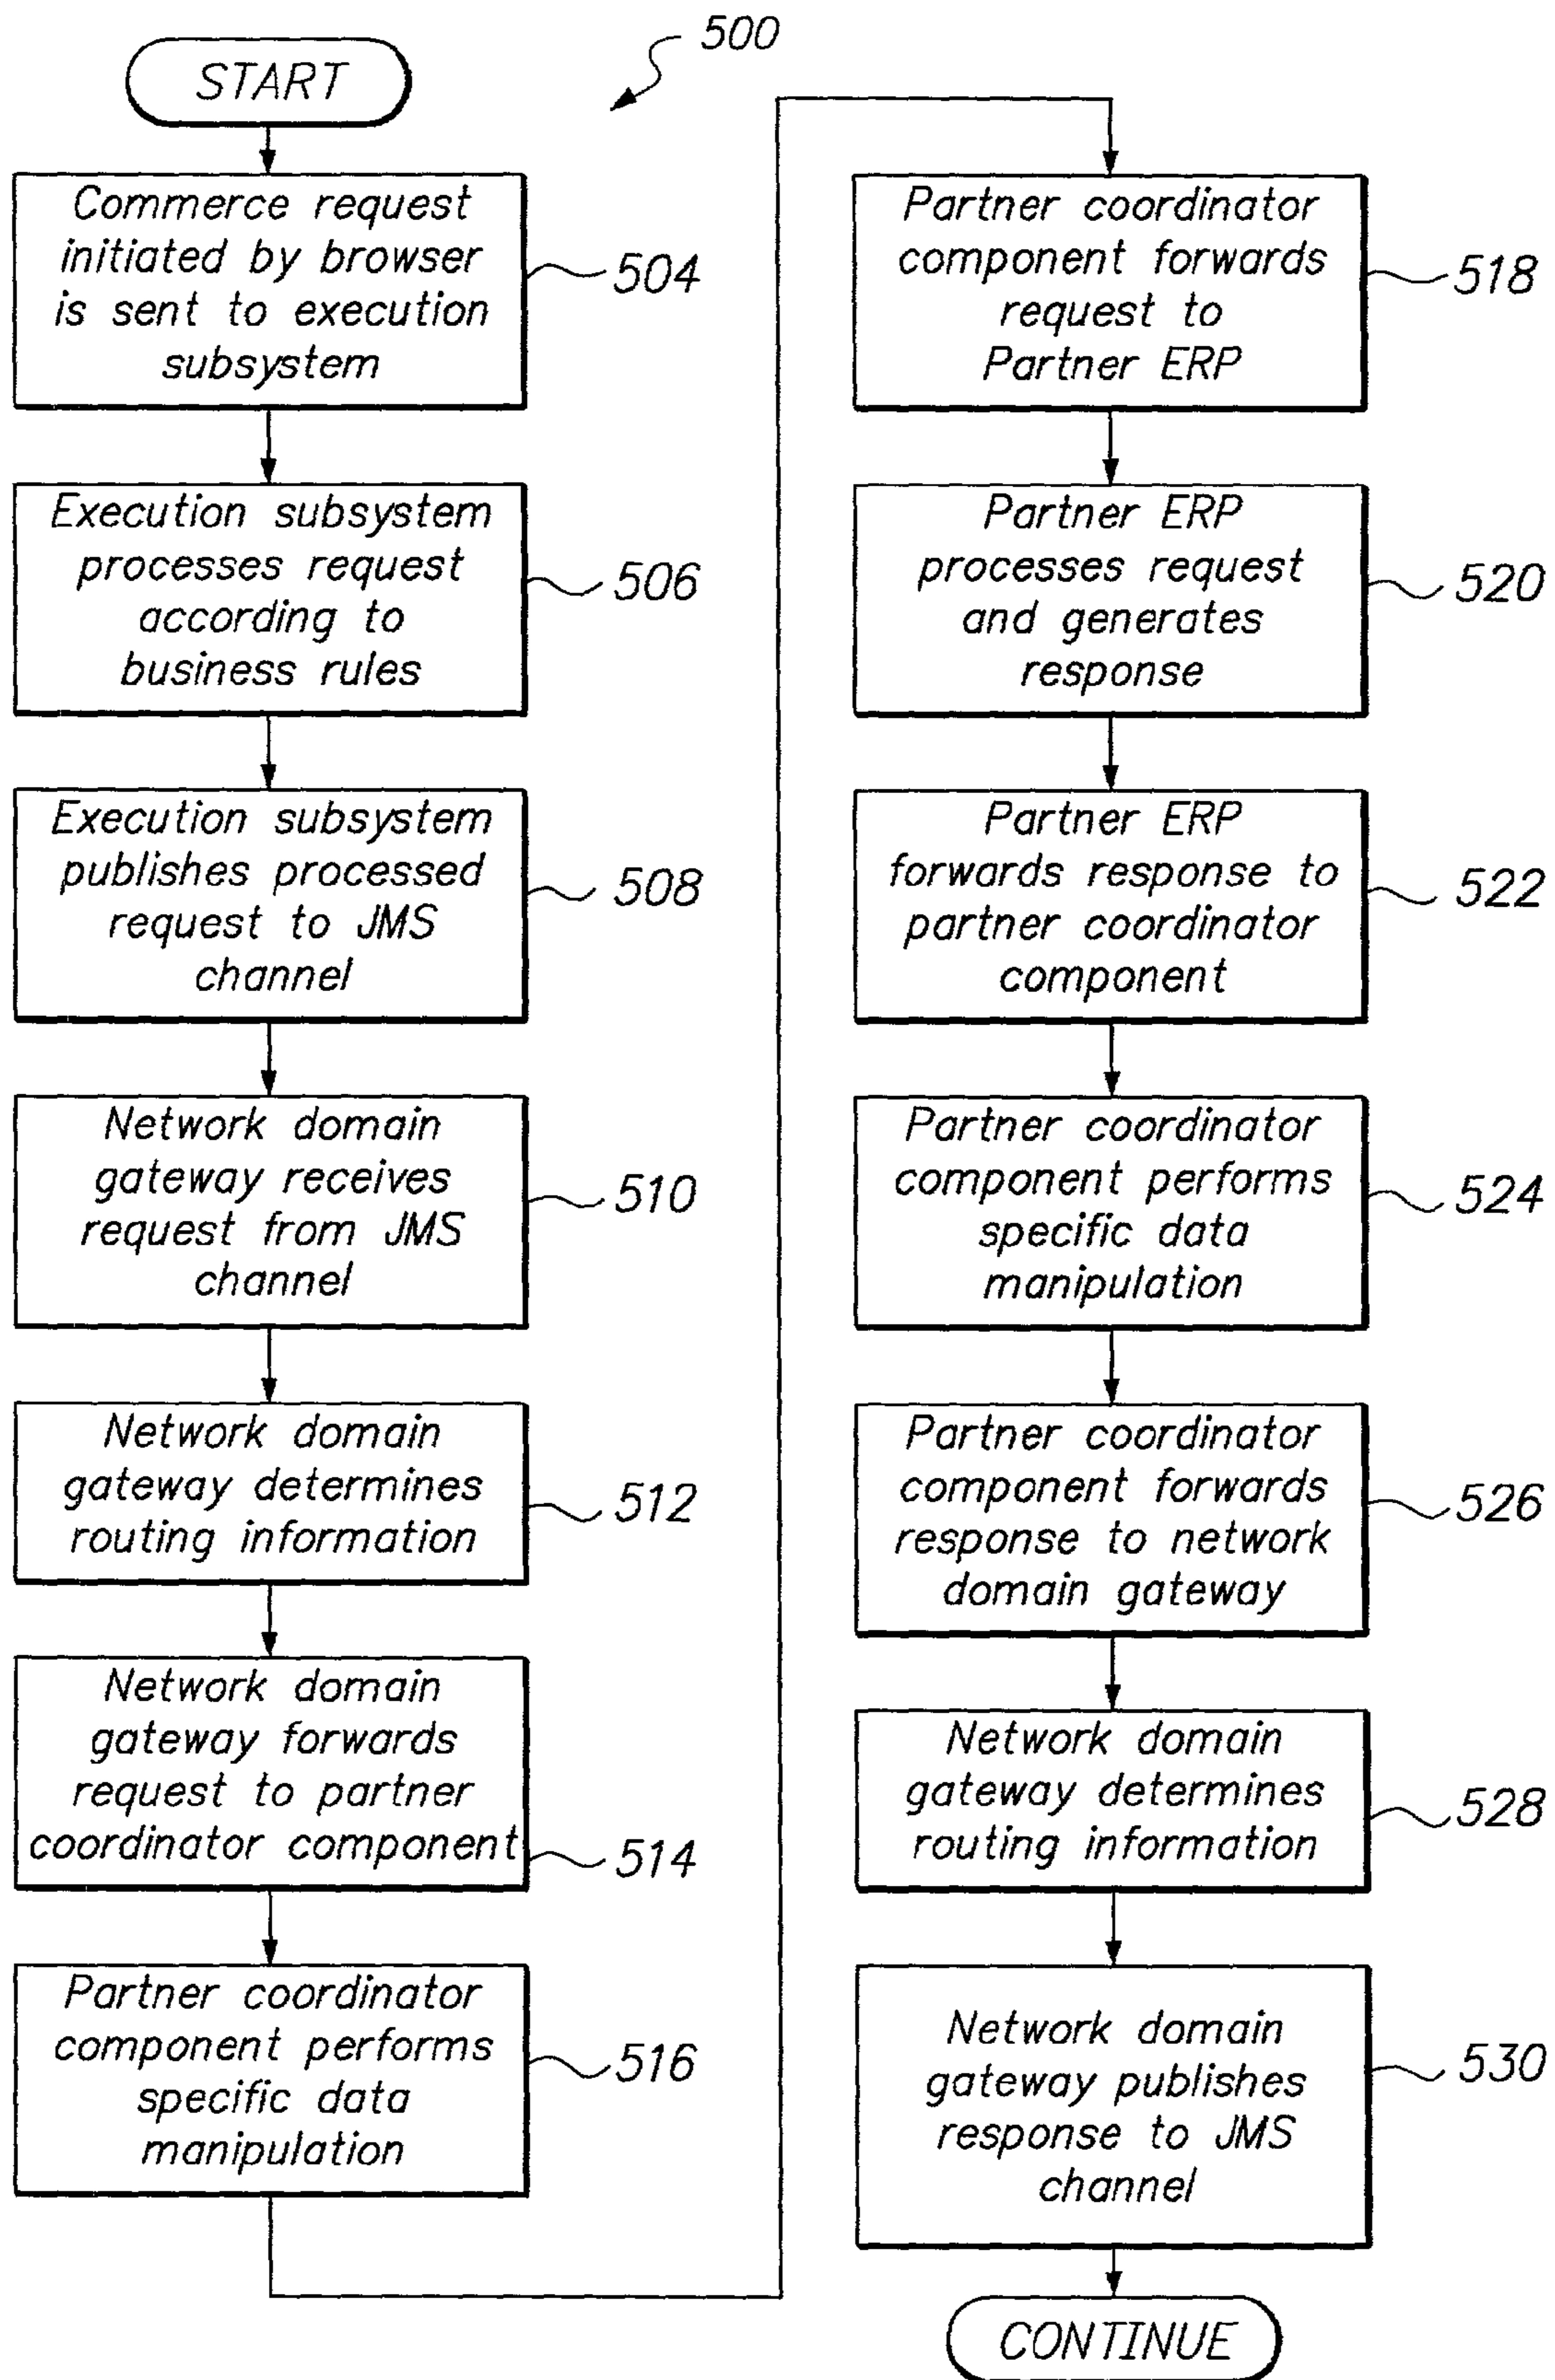 500
START
Commerce request
initiated by browser
is sent to execution
subsystem
504
Execution subsystem
processes request
according to
business rules
506
Execution subsystem
publishes processed
request to JMS
channel
508
Network domain
gateway receives
request from JMS
channel
510
Network domain
gateway determines
routing information
512
Network domain
gateway forwards
request to partner
coordinator component
514
Partner coordinator
component performs
specific data
manipulation
516
Partner coordinator
component forwards
request to
Partner ERP
518
Partner ERP
processes request
and generates
response
520
Partner ERP
forwards response to
partner coordinator
component
522
Partner coordinator
component performs
specific data
manipulation
524
Partner coordinator
component forwards
response to network
domain gateway
526
Network domain
gateway determines
routing information
528
Network domain
gateway publishes
response to JMS
channel
530
CONTINUE